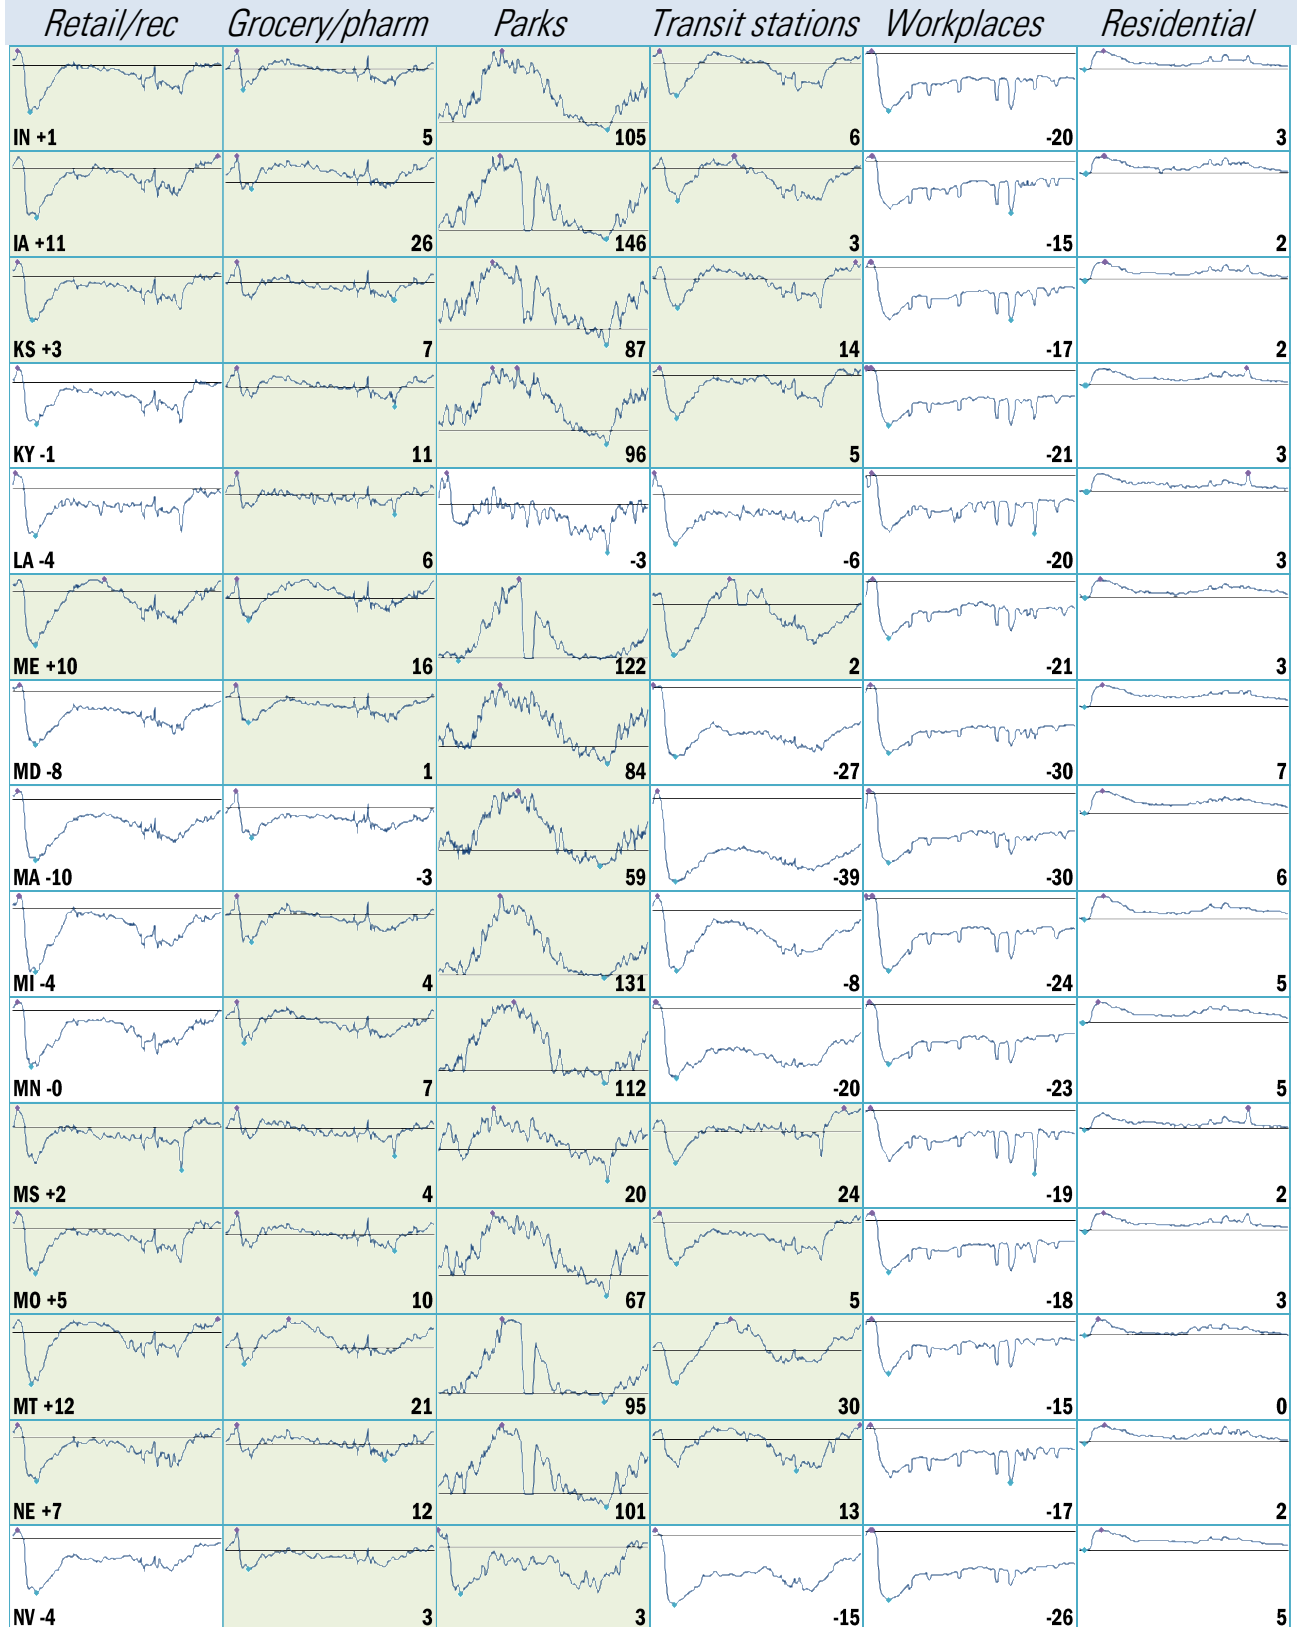 Retail/rec Grocery/pharm Parks Transit stations Workplaces Residential
IN +1 5 105 6 -20 3
IA +11 26 146 3 -15 2
KS +3 7 87 14 -17 2
KY -1 11 96 5 -21 3
LA -4 6 -3 -6 -20 3
ME +10 16 122 2 -21 3
MD -8 1 84 -27 -30 7
MA -10 -3 59 -39 -30 6
MI -4 4 131 -8 -24 5
MN -0 7 112 -20 -23 5
MS +2 4 20 24 -19 2
MO +5 10 67 5 -18 3
MT +12 21 95 30 -15 0
NE +7 12 101 13 -17 2
NV -4 3 3 -15 -26 5